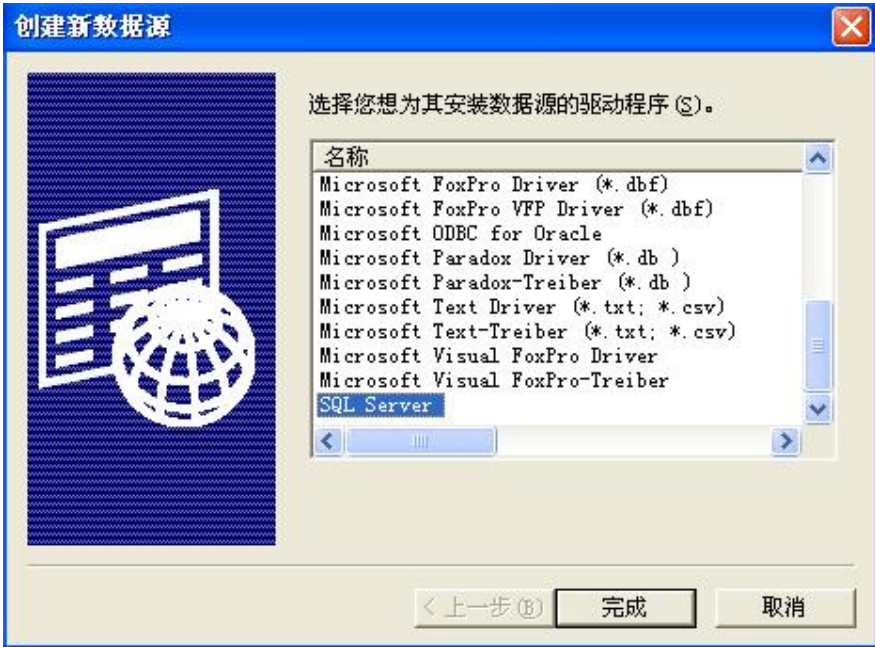 创建新数据源
选择您想为其安装数据源的驱动程序(S)。
名称
Microsoft FoxPro Driver (*.dbf)
Microsoft FoxPro VFP Driver (*.dbf)
Microsoft ODBC for Oracle
Microsoft Paradox Driver (*.db )
Microsoft Paradox-Treiber (*.db )
Microsoft Text Driver (*.txt; *.csv)
Microsoft Text-Treiber (*.txt; *.csv)
Microsoft Visual FoxPro Driver
Microsoft Visual FoxPro-Treiber
SQL Server
< 上一步(B) 完成 取消